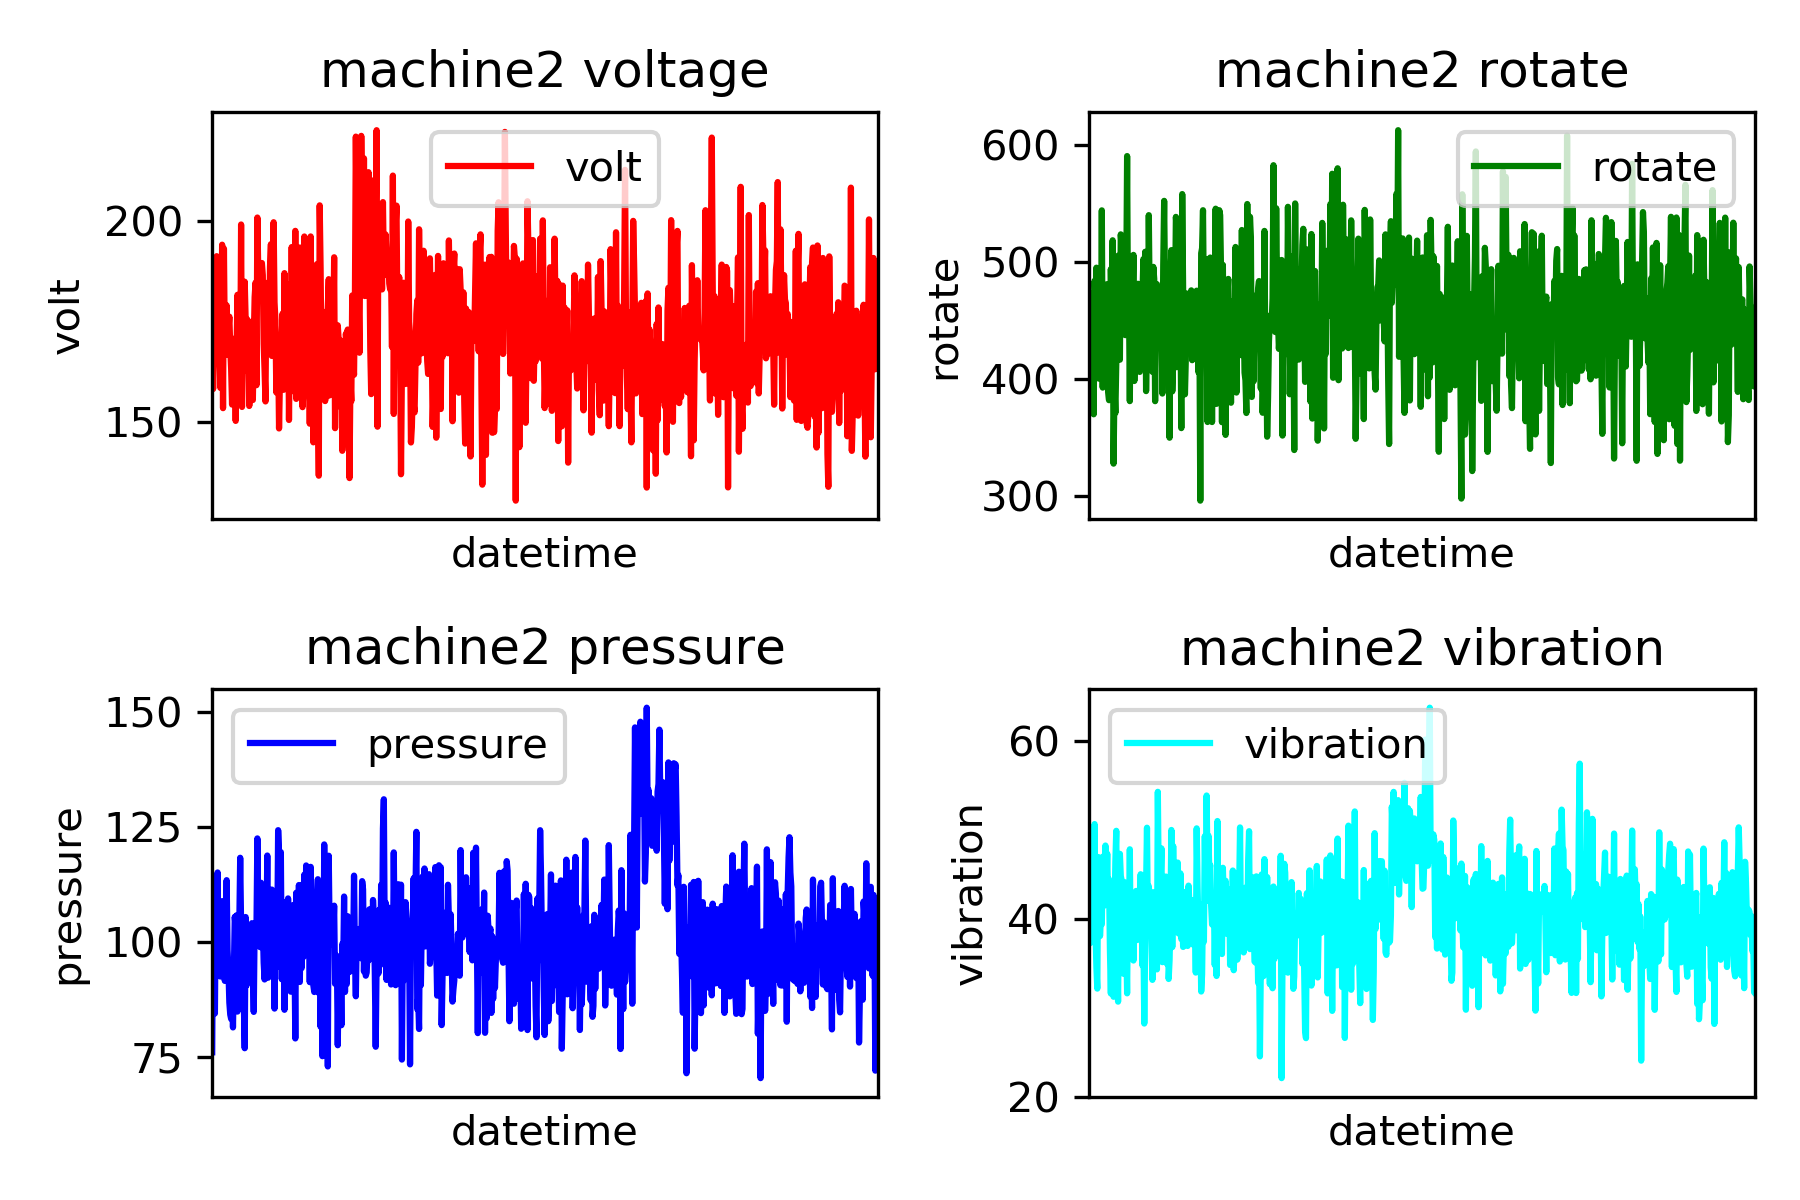 machine2 voltage
volt
200
150
volt
datetime
machine2 rotate
rotate
600
500
400
300
rotate
datetime
machine2 pressure
pressure
150
125
100
75
pressure
datetime
machine2 vibration
vibration
60
40
20
vibration
datetime